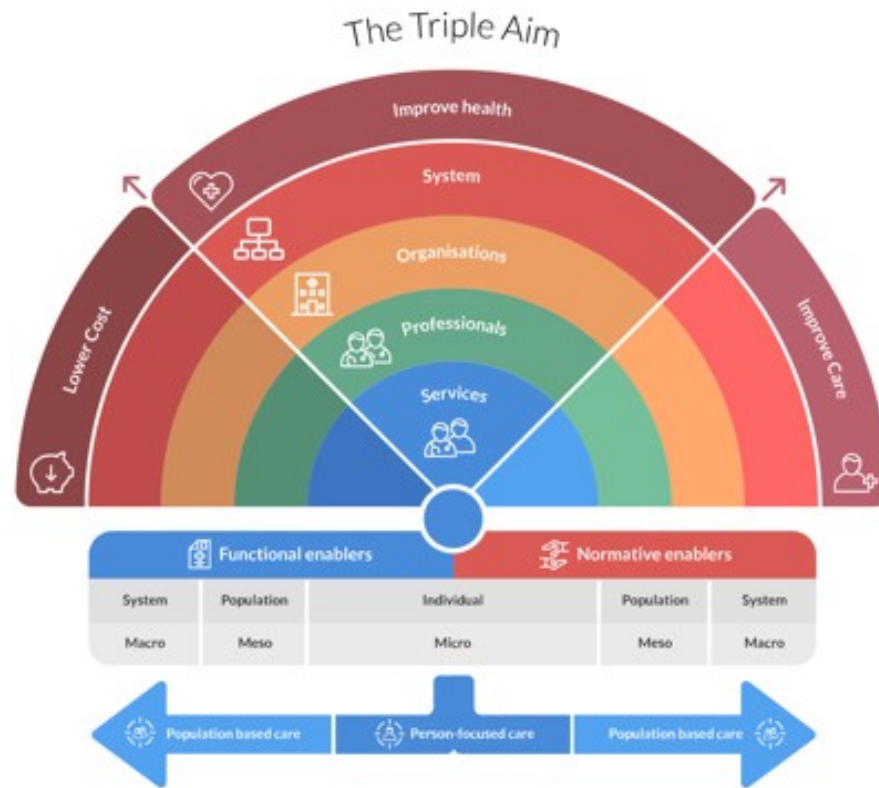 The Triple Aim
Improve health
System
Organisations
Professionals
Services
Lower Cost
Improve Care
Functional enablers Normative enablers
System Population Individual Population System
Macro Meso Micro Meso Macro
Population based care Person-focused care Population based care